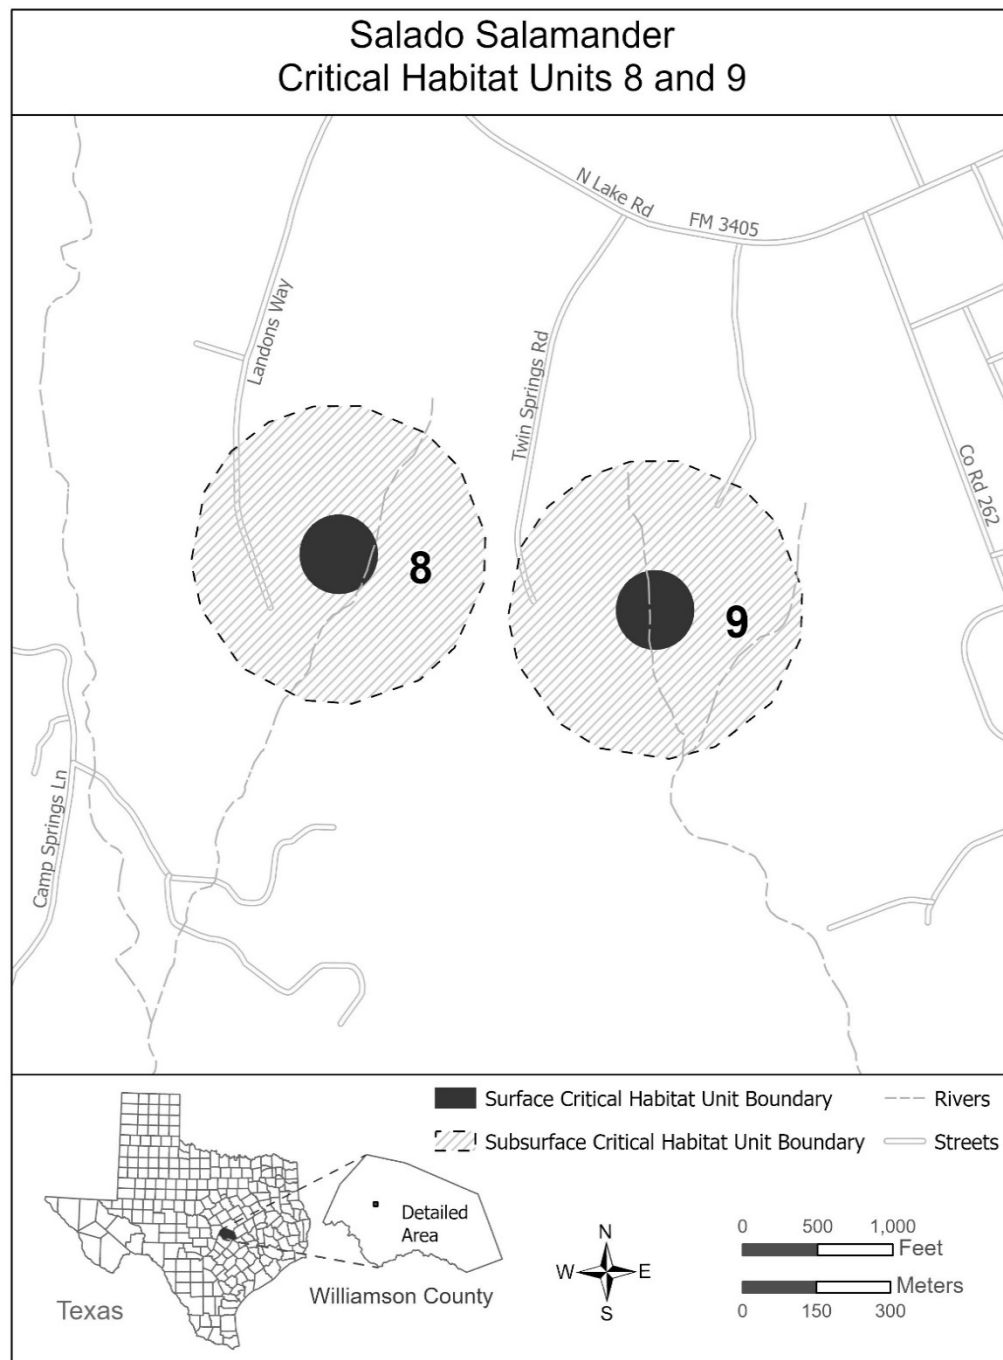 Salado Salamander
Critical Habitat Units 8 and 9
N Lake Rd
FM 3405
Landons Way
Twin Springs Rd
Co Rd 262
8
9
Camp Springs Ln
Surface Critical Habitat Unit Boundary
Rivers
Subsurface Critical Habitat Unit Boundary
Streets
Detailed
Area
Texas
Williamson County
N
W
E
S
0 500 1,000
Feet
Meters
0 150 300